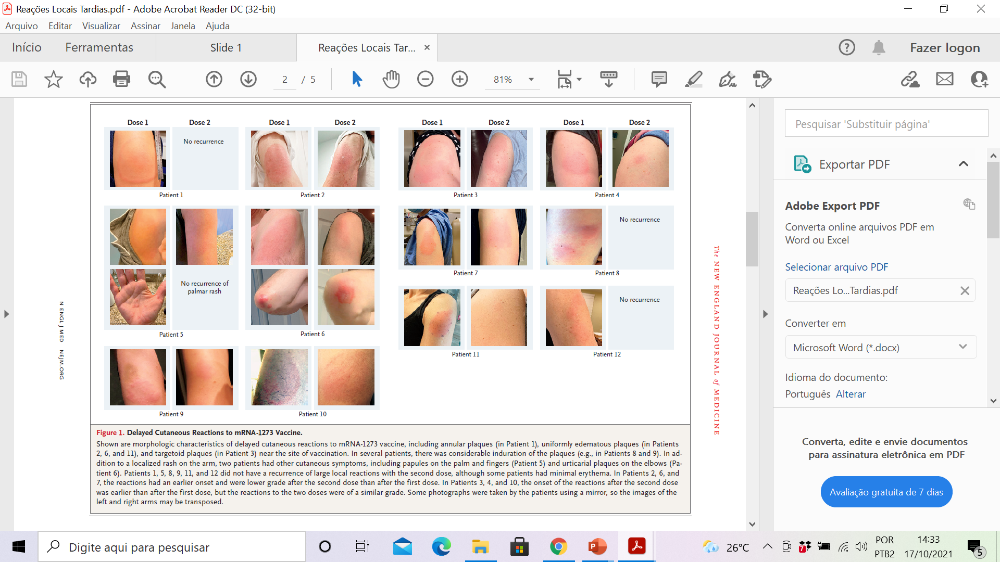 Reações Locais Tardias.pdf - Adobe Acrobat Reader DC (32-bit)
Arquivo Editar Visualizar Assinar Janela Ajuda
Início Ferramentas Slide 1 Reações Locais Tar... × Fazer logon
2 / 5 81%
Dose 1 Dose 2 Dose 1 Dose 2 Dose 1 Dose 2 Dose 1 Dose 2
No recurrence
Patient 1 Patient 2 Patient 3 Patient 4
No recurrence
No recurrence of
palmar rash
Patient 7 Patient 8
No recurrence
Patient 5 Patient 6
Patient 11 Patient 12
Patient 9 Patient 10
Figure 1. Delayed Cutaneous Reactions to mRNA-1273 Vaccine.
Shown are morphologic characteristics of delayed cutaneous reactions to mRNA-1273 vaccine, including annular plaques (in Patient 1), uniformly edematous plaques (in Patients
2, 6, and 11), and targetoid plaques (in Patient 3) near the site of vaccination. In several patients, there was considerable induration of the plaques (e.g., in Patients 8 and 9). In ad-
dition to a localized rash on the arm, two patients had other cutaneous symptoms, including papules on the palm and fingers (Patient 5) and urticarial plaques on the elbows (Pa-
tient 6). Patients 1, 5, 8, 9, 11, and 12 did not have a recurrence of large local reactions with the second dose, although some patients had minimal erythema. In Patients 2, 6, and
7, the reactions had an earlier onset and were lower grade after the second dose than after the first dose. In Patients 3, 4, and 10, the onset of the reactions after the second dose
was earlier than after the first dose, but the reactions to the two doses were of a similar grade. Some photographs were taken by the patients using a mirror, so the images of the
left and right arms may be transposed.
N ENGL J MED NEJM.ORG
The NEW ENGLAND JOURNAL of MEDICINE
Pesquisar 'Substituir página'
Exportar PDF
Adobe Export PDF
Converta online arquivos PDF em
Word ou Excel
Selecionar arquivo PDF
Reações Lo...Tardias.pdf
Converter em
Microsoft Word (*.docx)
Idioma do documento:
Português Alterar
Converta, edite e envie documentos
para assinatura eletrônica em PDF
Avaliação gratuita de 7 dias
Digite aqui para pesquisar
26°C
7
POR
PTB2
14:33
17/10/2021
5